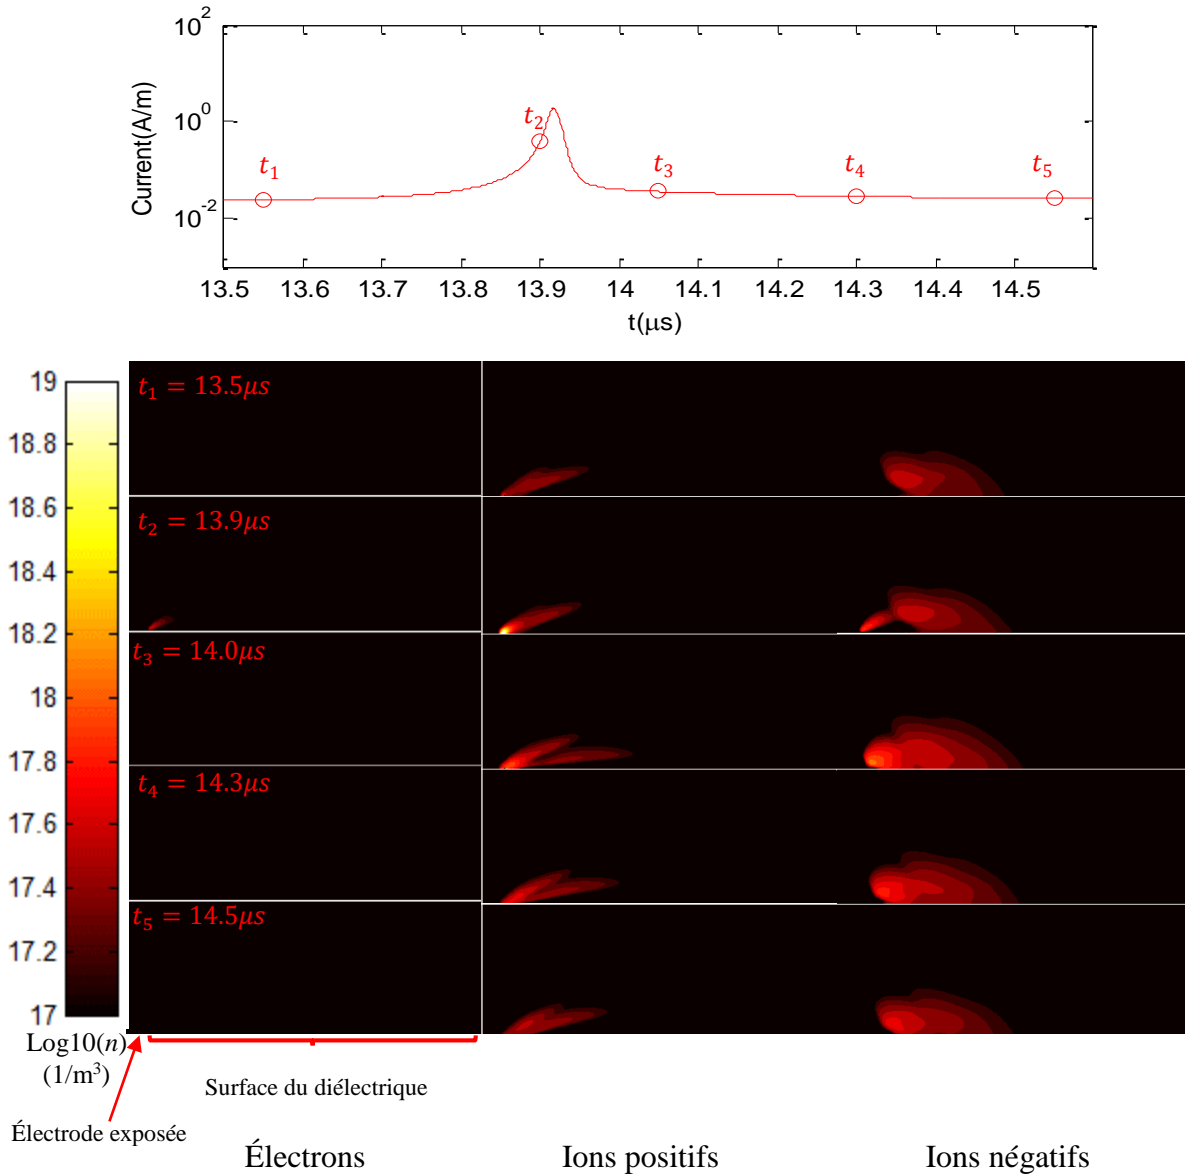 10²
10⁰
10⁻²
Current(A/m)
t₁
t₂
t₃
t₄
t₅
13.5 13.6 13.7 13.8 13.9 14 14.1 14.2 14.3 14.4 14.5
t(μs)
19
18.8
18.6
18.4
18.2
18
17.8
17.6
17.4
17.2
17
Log10(n)
(1/m³)
t₁ = 13.5μs
t₂ = 13.9μs
t₃ = 14.0μs
t₄ = 14.3μs
t₅ = 14.5μs
Surface du diélectrique
Électrode exposée
Électrons Ions positifs Ions négatifs